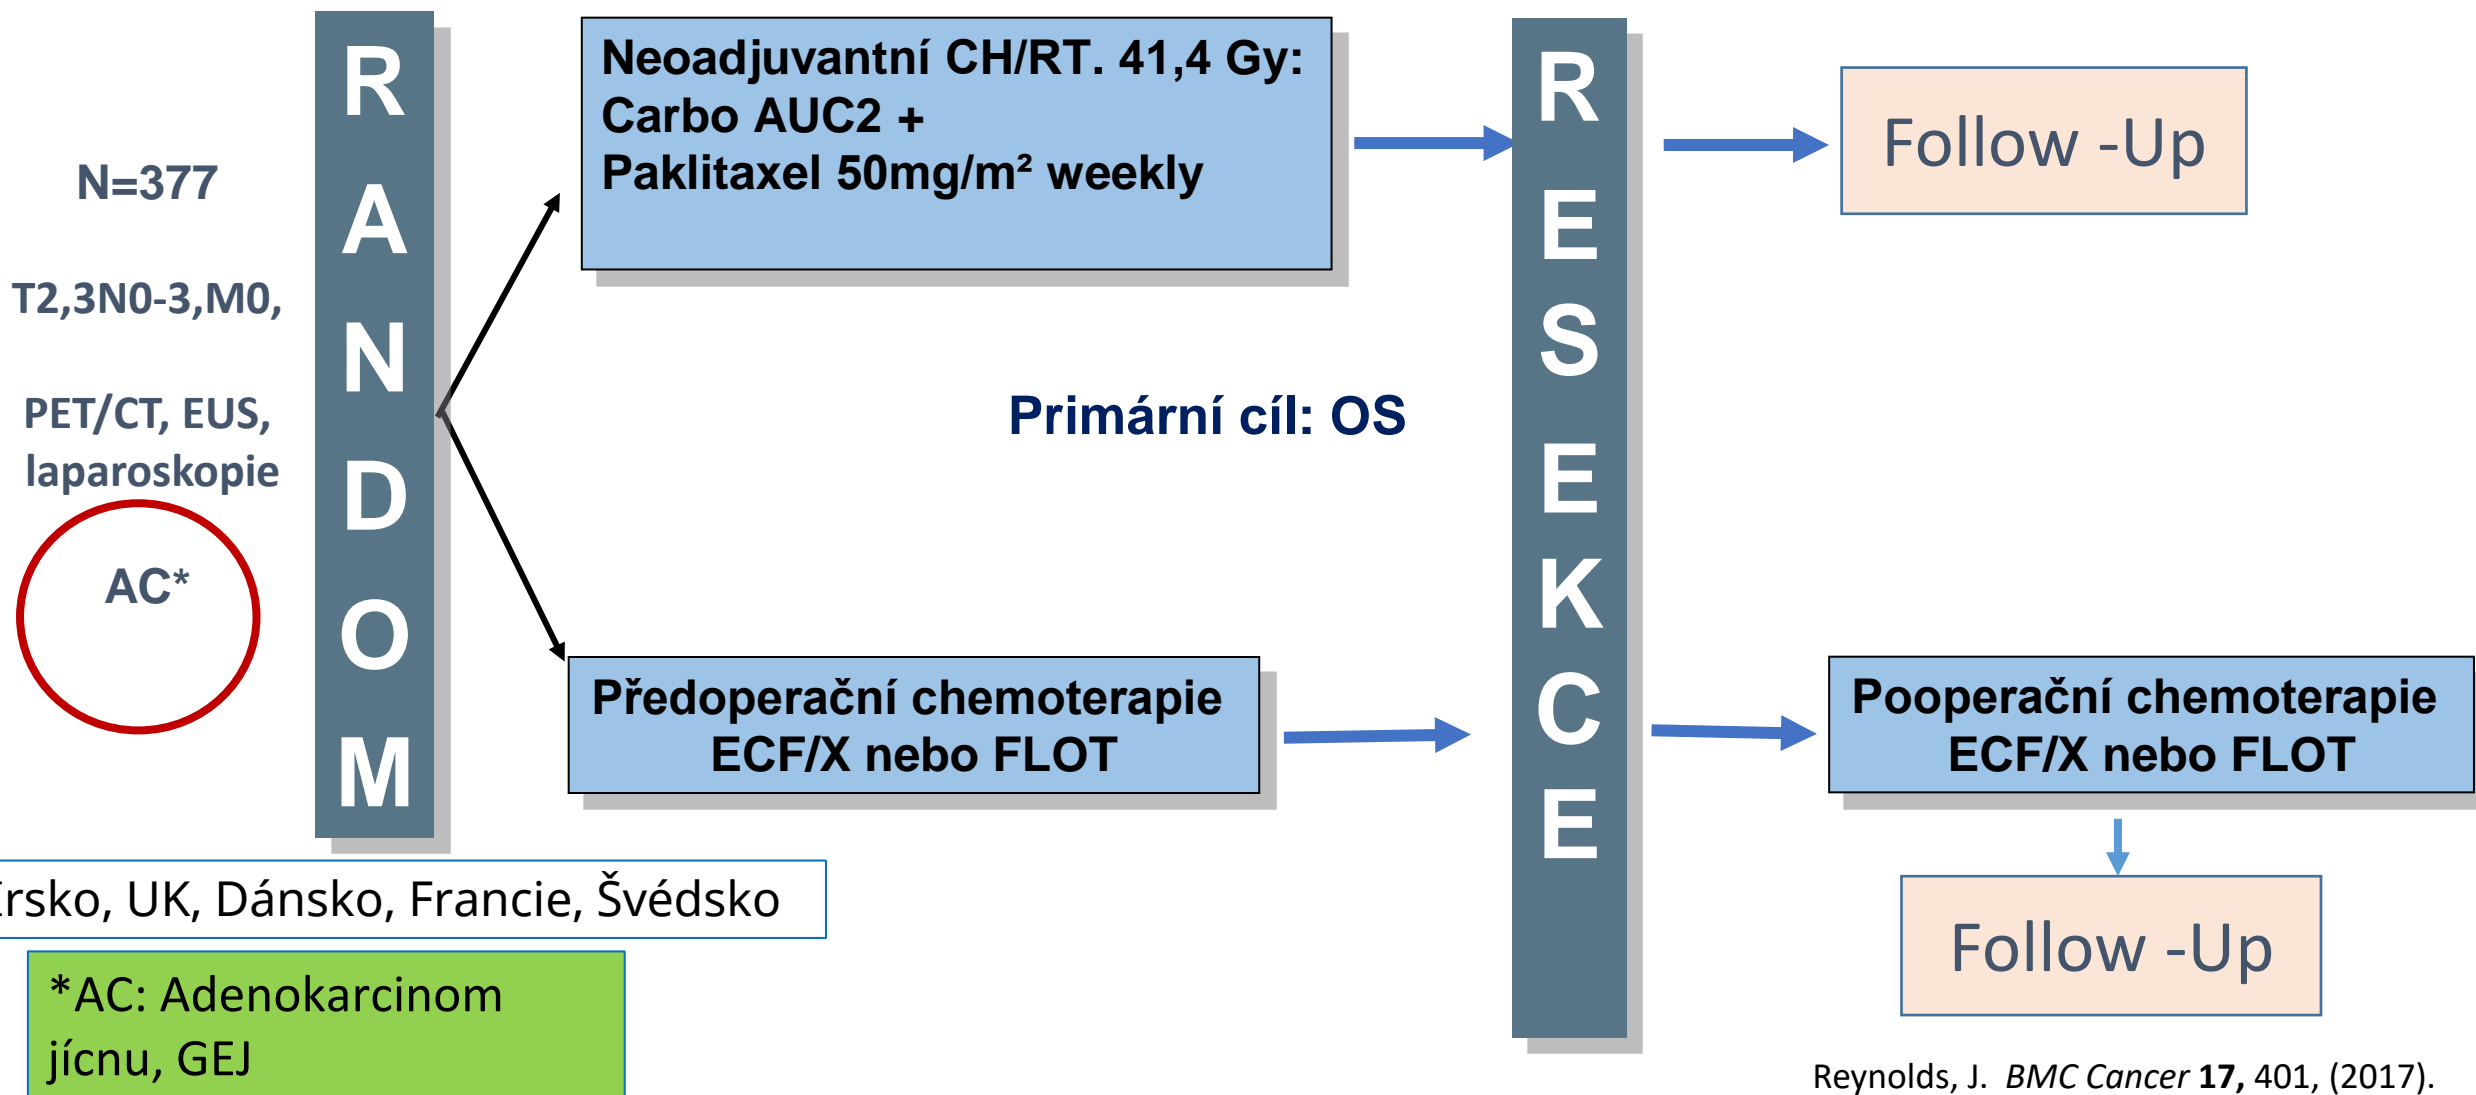 N=377
T2,3N0-3,M0,
PET/CT, EUS,
laparoskopie
AC*
R
A
N
D
O
M
Neoadjuvantní CH/RT. 41,4 Gy:
Carbo AUC2 +
Paklitaxel 50mg/m² weekly
Primární cíl: OS
Předoperační chemoterapie
ECF/X nebo FLOT
R
E
S
E
K
C
E
Follow -Up
Pooperační chemoterapie
ECF/X nebo FLOT
Follow -Up
Irsko, UK, Dánsko, Francie, Švédsko
*AC: Adenokarcinom
jícnu, GEJ
Reynolds, J. BMC Cancer 17, 401, (2017).